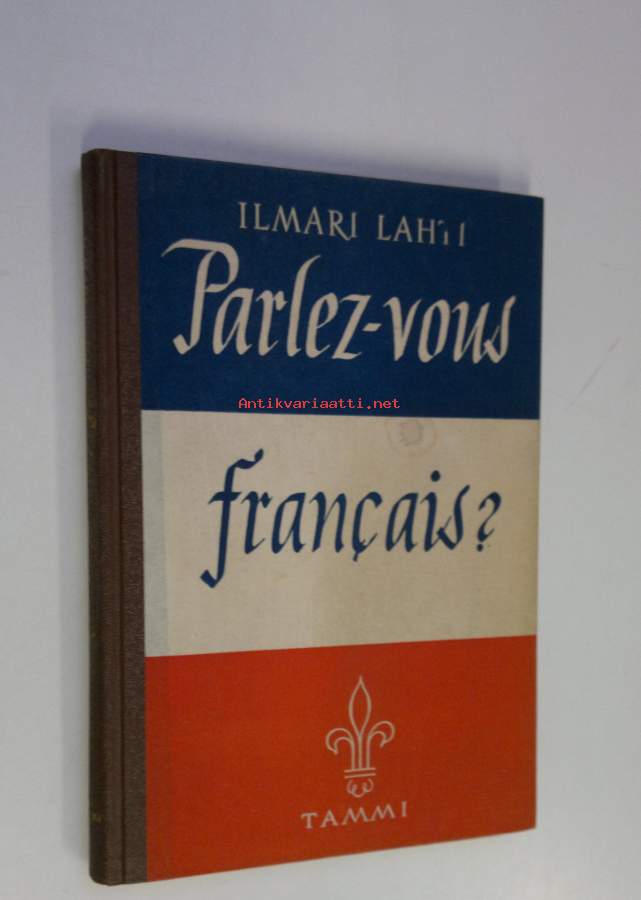 ILMARI LAHTI
Parlez-vous
Antikvariaatti.net
français?
TAMMI